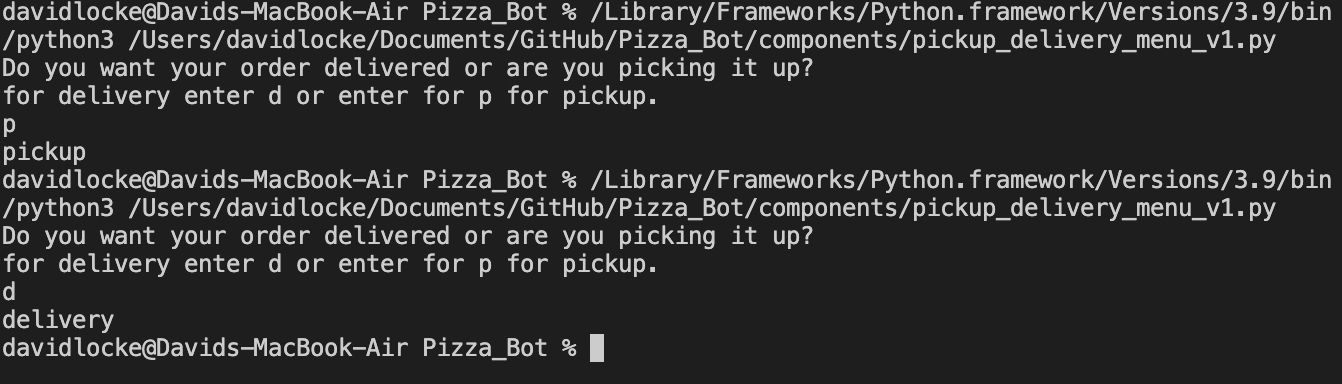 davidlocke@Davids-MacBook-Air Pizza_Bot % /Library/Frameworks/Python.framework/Versions/3.9/bin
/python3 /Users/davidlocke/Documents/GitHub/Pizza_Bot/components/pickup_delivery_menu_v1.py
Do you want your order delivered or are you picking it up?
for delivery enter d or enter for p for pickup.
p
pickup
davidlocke@Davids-MacBook-Air Pizza_Bot % /Library/Frameworks/Python.framework/Versions/3.9/bin
/python3 /Users/davidlocke/Documents/GitHub/Pizza_Bot/components/pickup_delivery_menu_v1.py
Do you want your order delivered or are you picking it up?
for delivery enter d or enter for p for pickup.
d
delivery
davidlocke@Davids-MacBook-Air Pizza_Bot %